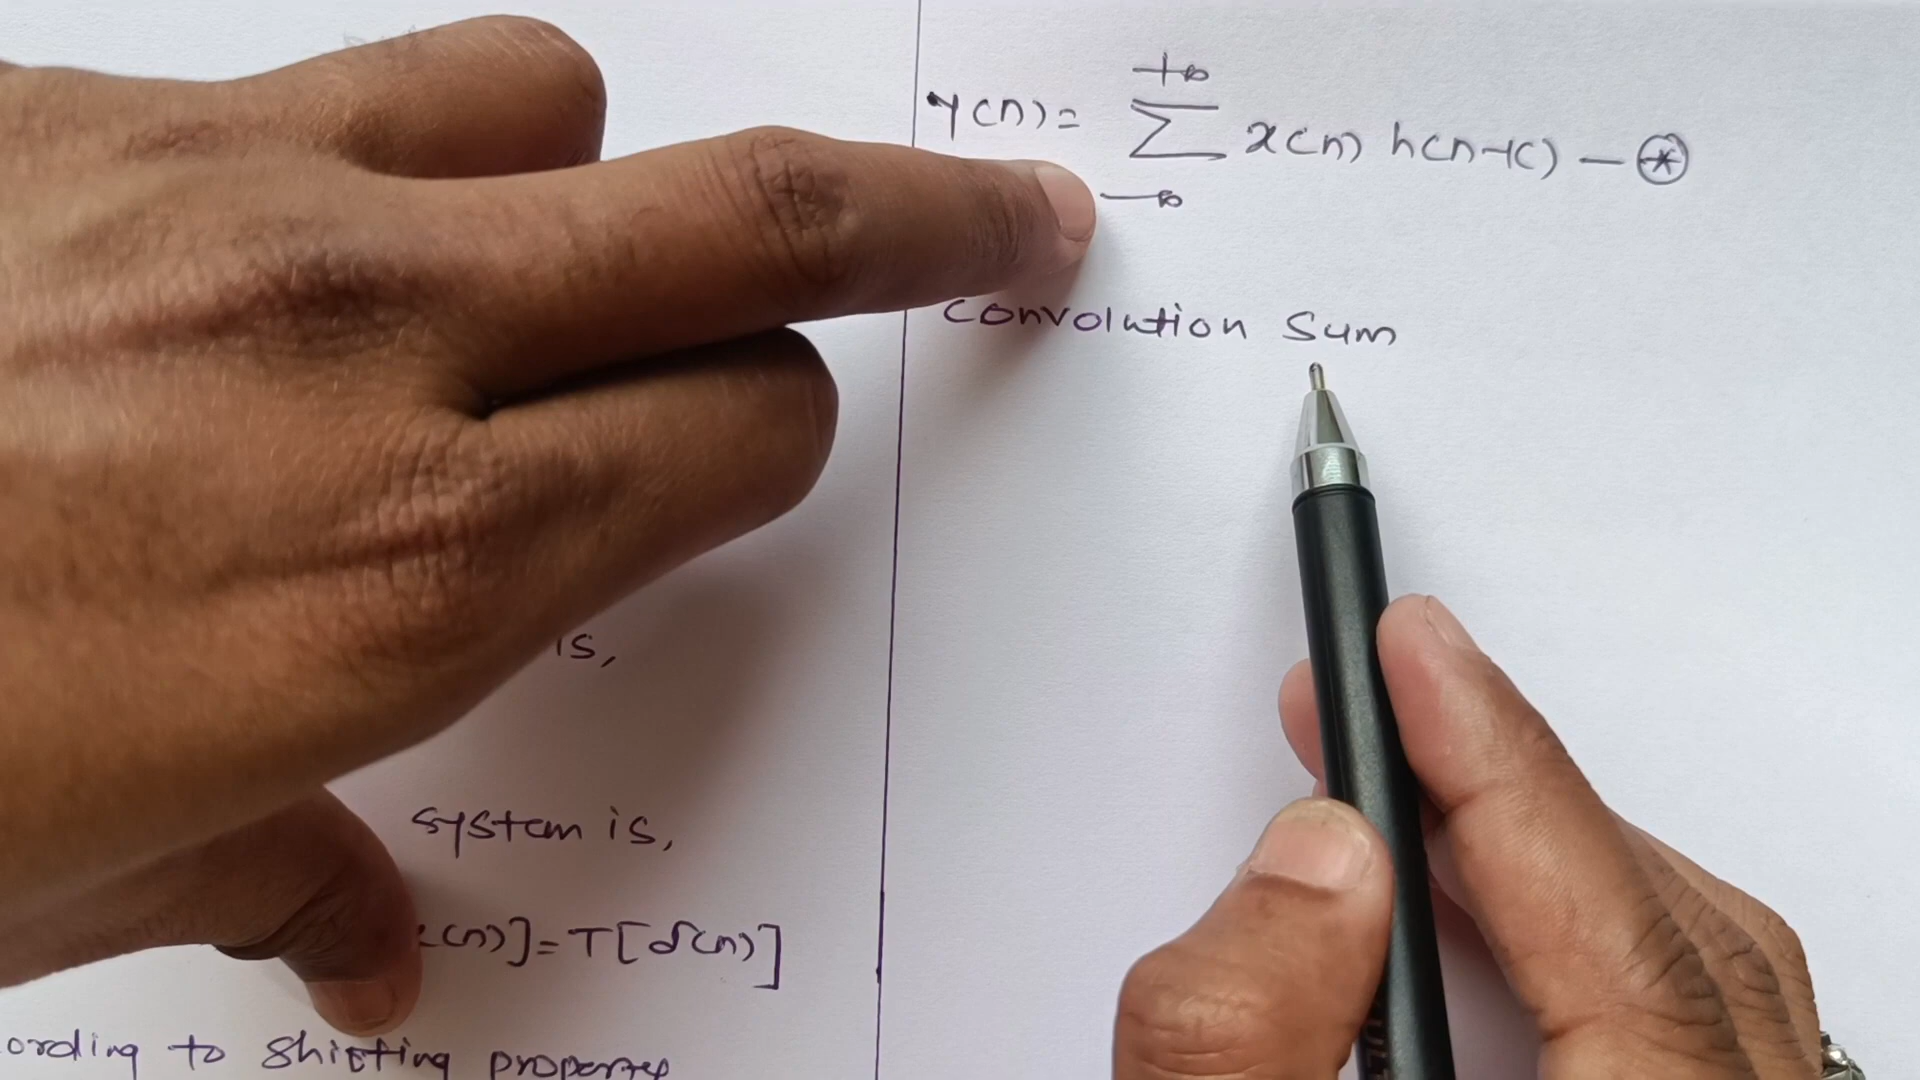 is,
system is,
(n)]=T[δ(n)]
ording to shifting property
y(n)= +∞ Σ -∞ x(n) h(n-k) — ⊛
Convolution Sum